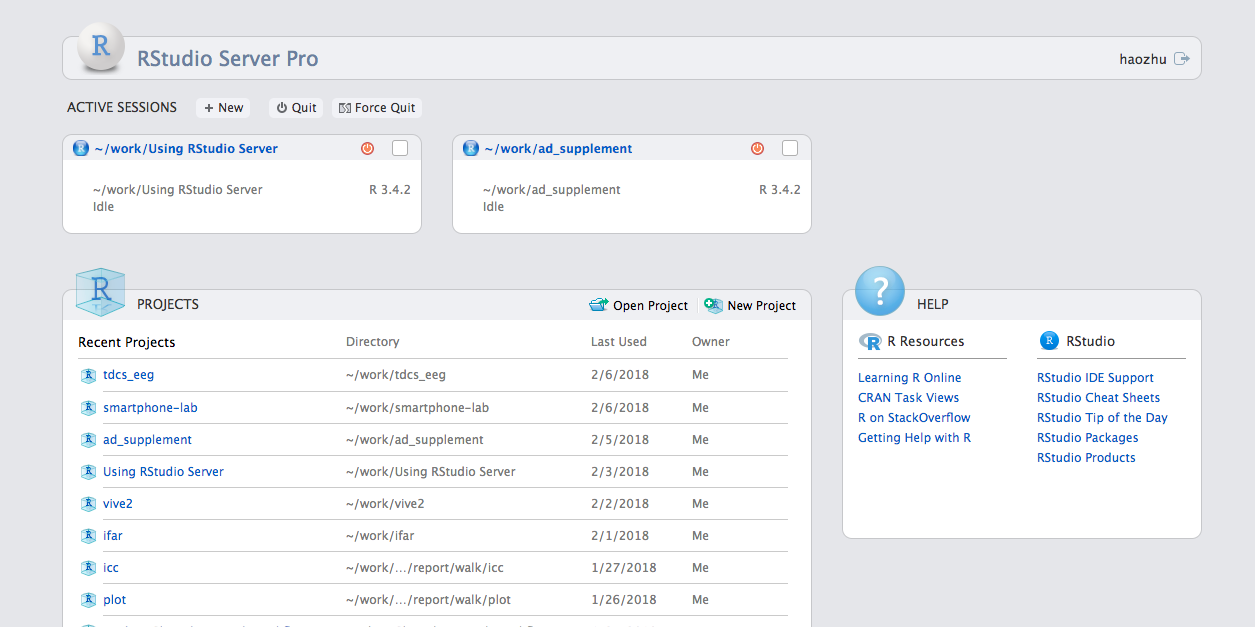 R
RStudio Server Pro
haozhu
ACTIVE SESSIONS + New Quit Force Quit
R ~/work/Using RStudio Server
~/work/Using RStudio Server R 3.4.2
Idle
R ~/work/ad_supplement
~/work/ad_supplement R 3.4.2
Idle
R
PROJECTS Open Project New Project
Recent Projects Directory Last Used Owner
tdcs_eeg ~/work/tdcs_eeg 2/6/2018 Me
smartphone-lab ~/work/smartphone-lab 2/6/2018 Me
ad_supplement ~/work/ad_supplement 2/5/2018 Me
Using RStudio Server ~/work/Using RStudio Server 2/3/2018 Me
vive2 ~/work/vive2 2/2/2018 Me
ifar ~/work/ifar 2/1/2018 Me
icc ~/work/.../report/walk/icc 1/27/2018 Me
plot ~/work/.../report/walk/plot 1/26/2018 Me
?
HELP
R R Resources
Learning R Online
CRAN Task Views
R on StackOverflow
Getting Help with R
R RStudio
RStudio IDE Support
RStudio Cheat Sheets
RStudio Tip of the Day
RStudio Packages
RStudio Products